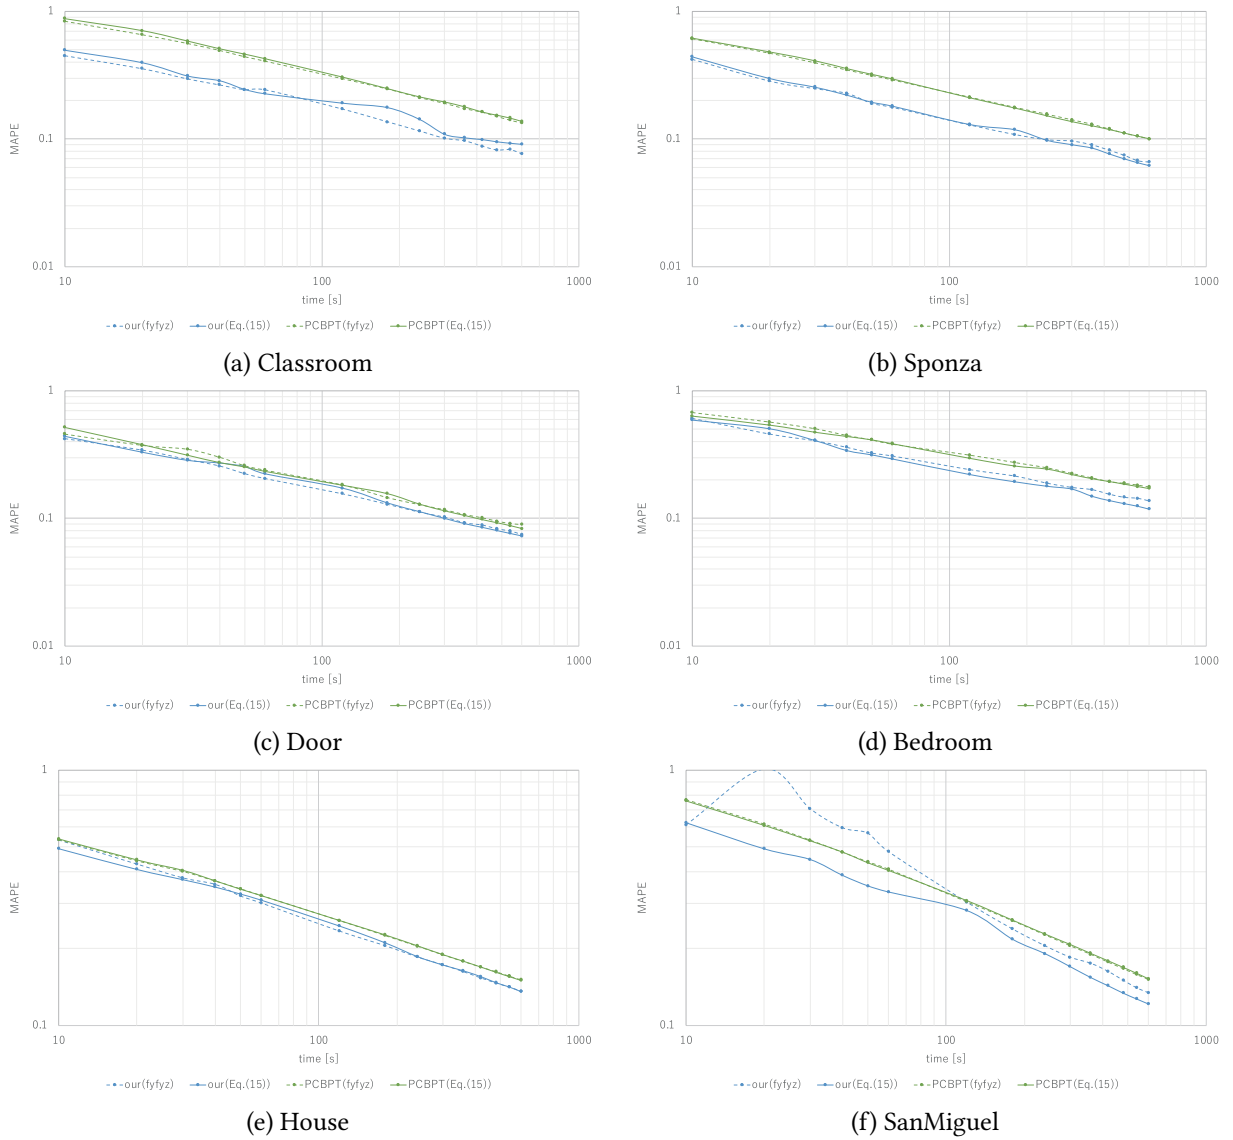 1
0.1
0.01
MAPE
10 100 1000
time [s]
our(fyfyz) our(Eq.(15)) PCBPT(fyfyz) PCBPT(Eq.(15))
(a) Classroom
1
0.1
0.01
MAPE
10 100 1000
time [s]
our(fyfyz) our(Eq.(15)) PCBPT(fyfyz) PCBPT(Eq.(15))
(b) Sponza
1
0.1
0.01
MAPE
10 100 1000
time [s]
our(fyfyz) our(Eq.(15)) PCBPT(fyfyz) PCBPT(Eq.(15))
(c) Door
1
0.1
0.01
MAPE
10 100 1000
time [s]
our(fyfyz) our(Eq.(15)) PCBPT(fyfyz) PCBPT(Eq.(15))
(d) Bedroom
1
0.1
MAPE
10 100 1000
time [s]
our(fyfyz) our(Eq.(15)) PCBPT(fyfyz) PCBPT(Eq.(15))
(e) House
1
0.1
MAPE
10 100 1000
time [s]
our(fyfyz) our(Eq.(15)) PCBPT(fyfyz) PCBPT(Eq.(15))
(f) SanMiguel